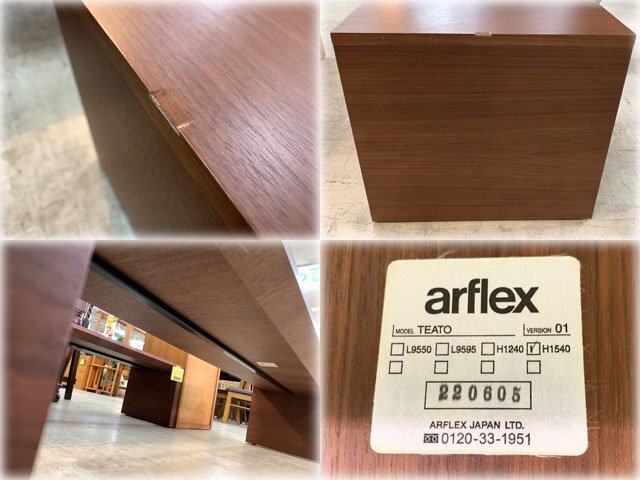 arflex
MODEL TEATO VERSION 01
L9550 L9595 H1240 H1540
220605
ARFLEX JAPAN LTD.
0120-33-1951